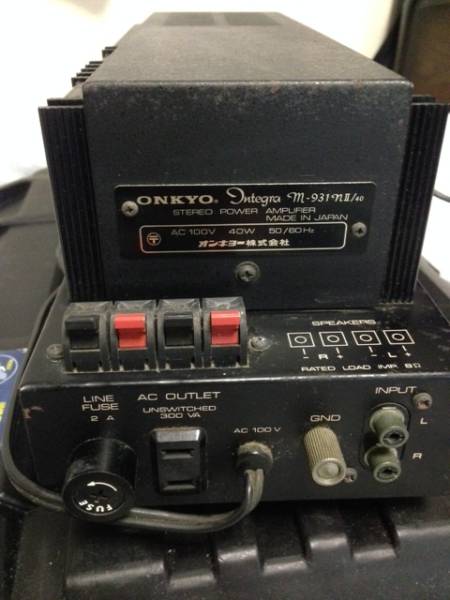 ONKYO. Integra M-931nII/40
STEREO POWER AMPLIFIER
MADE IN JAPAN
〒 AC 100V 40W 50/60Hz
オンキヨー株式会社
SPEAKERS
- R + - L +
RATED LOAD IMP. 8Ω
LINE FUSE
2 A
AC OUTLET
UNSWITCHED
300 VA
AC 100 V
GND
INPUT
L
R
FUSE